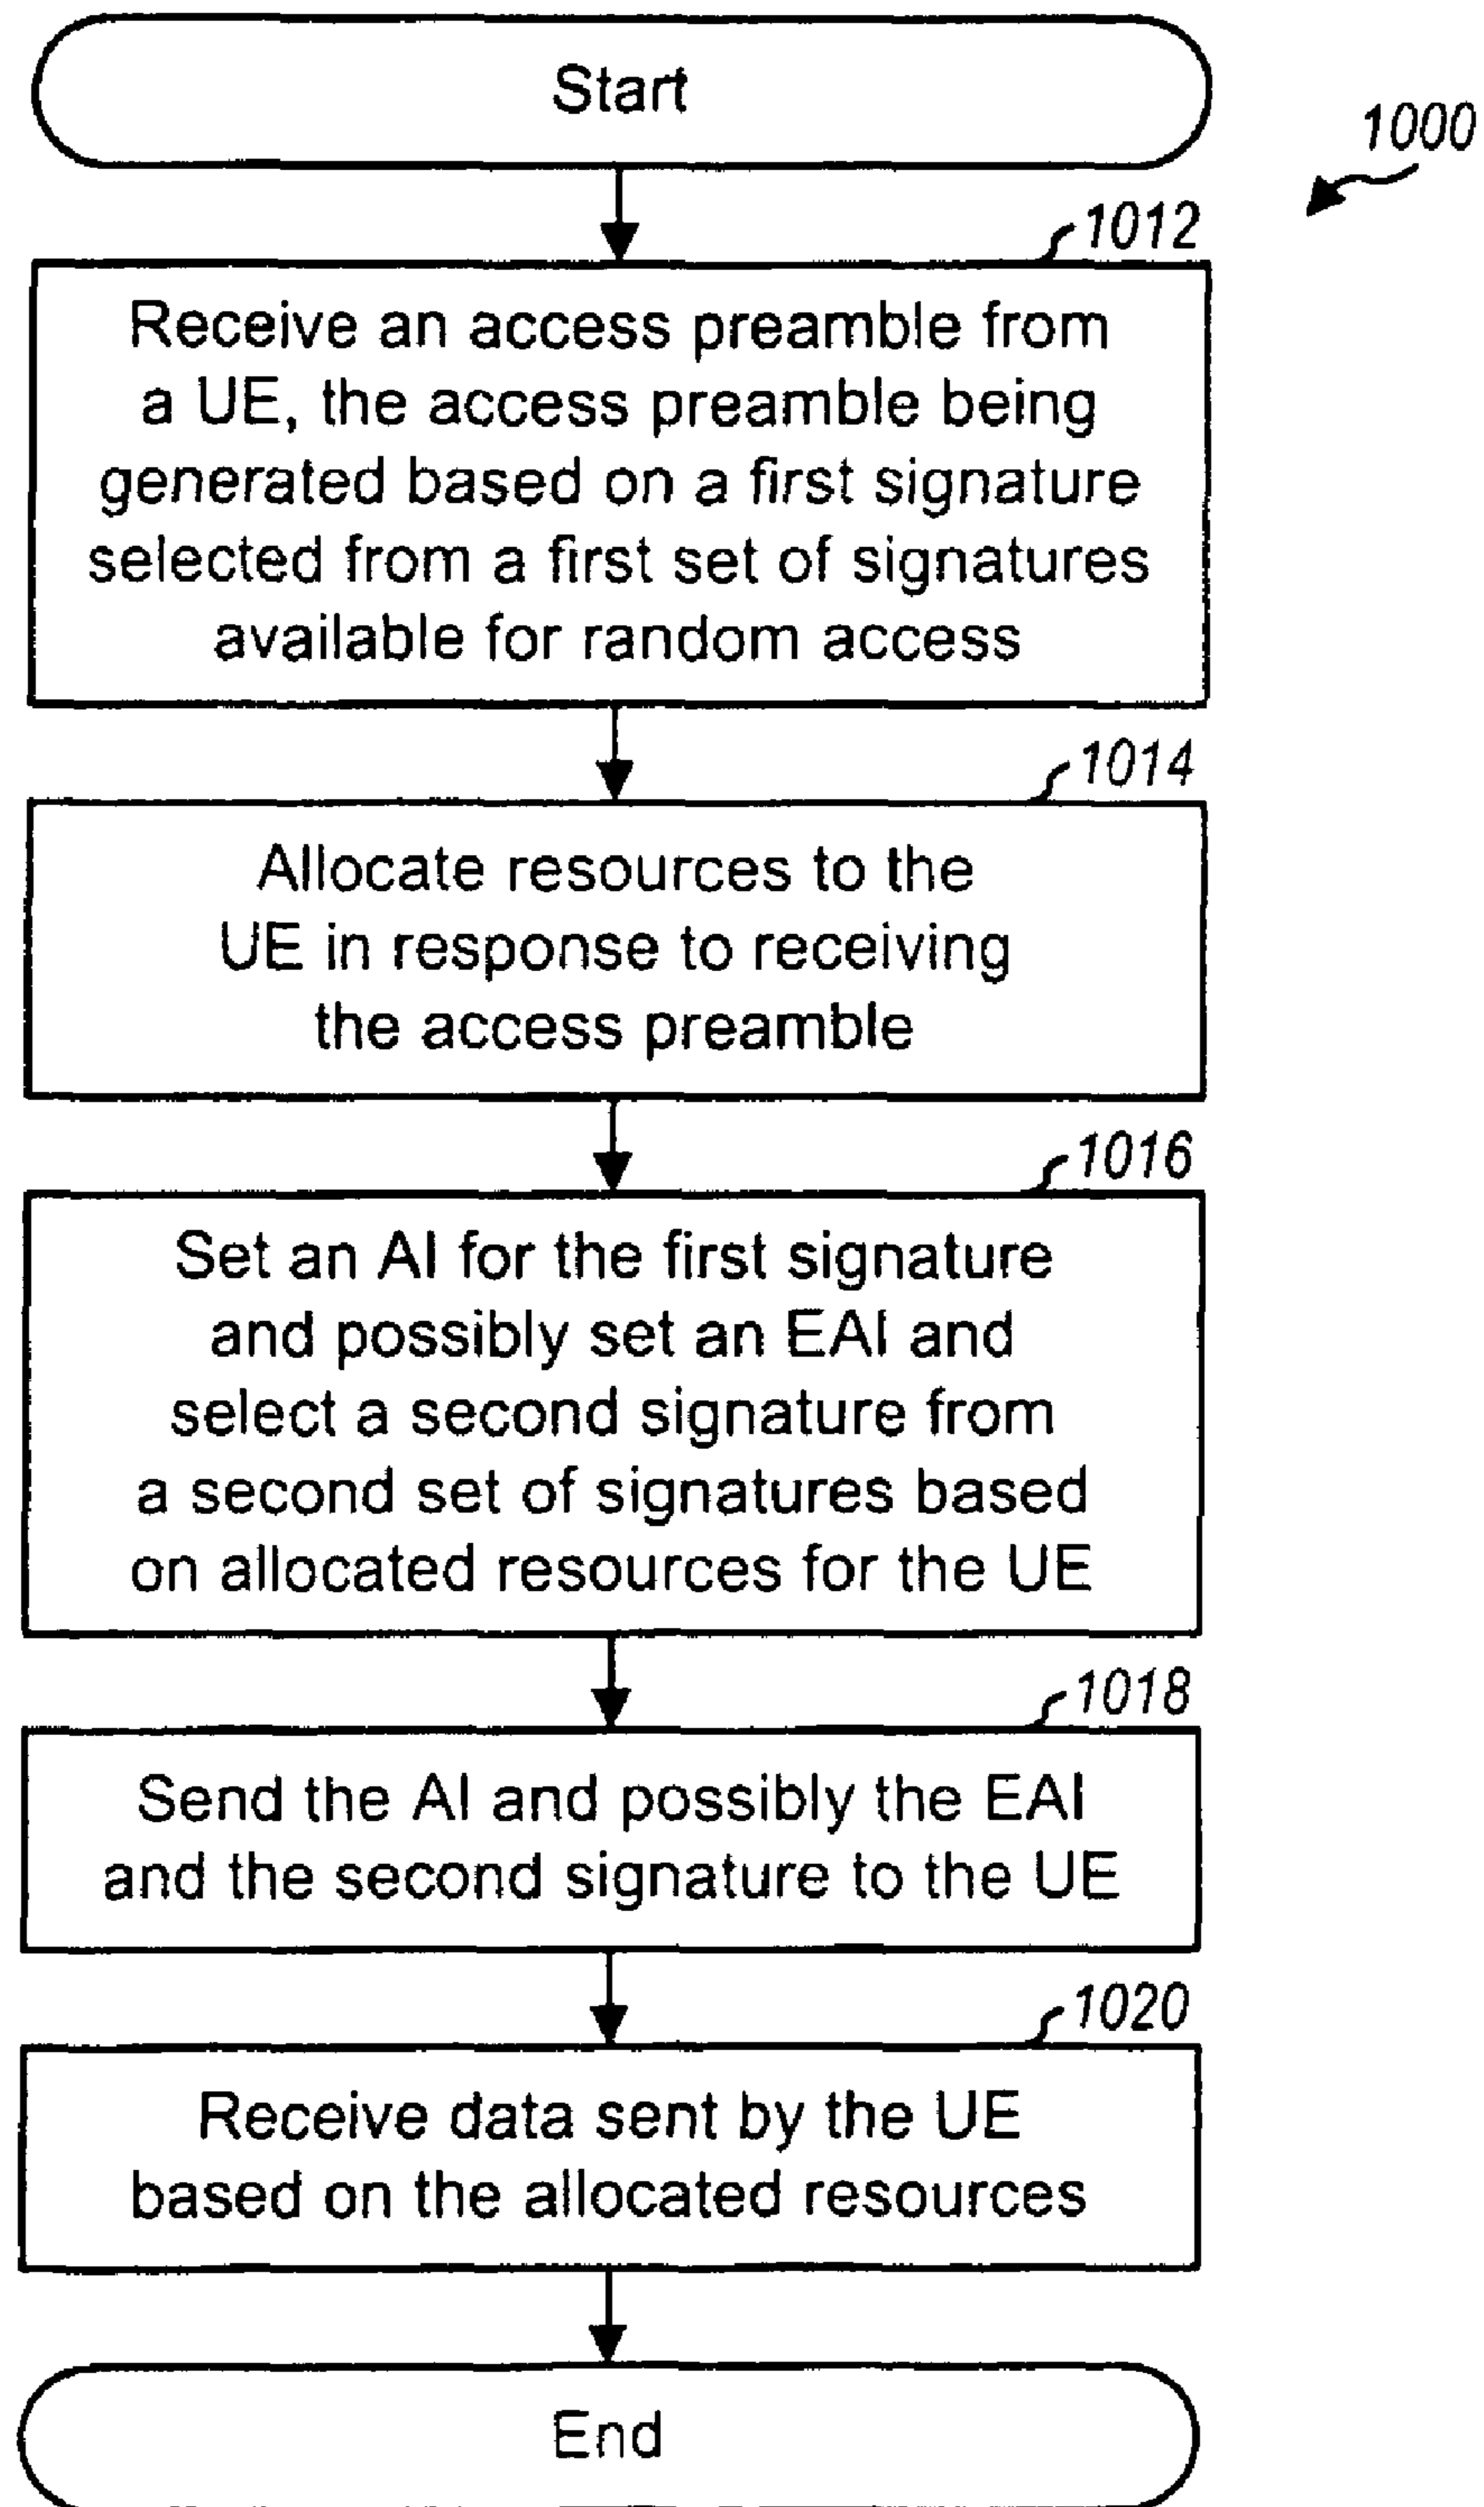 Start
1000
1012
Receive an access preamble from
a UE, the access preamble being
generated based on a first signature
selected from a first set of signatures
available for random access
1014
Allocate resources to the
UE in response to receiving
the access preamble
1016
Set an AI for the first signature
and possibly set an EAI and
select a second signature from
a second set of signatures based
on allocated resources for the UE
1018
Send the AI and possibly the EAI
and the second signature to the UE
1020
Receive data sent by the UE
based on the allocated resources
End